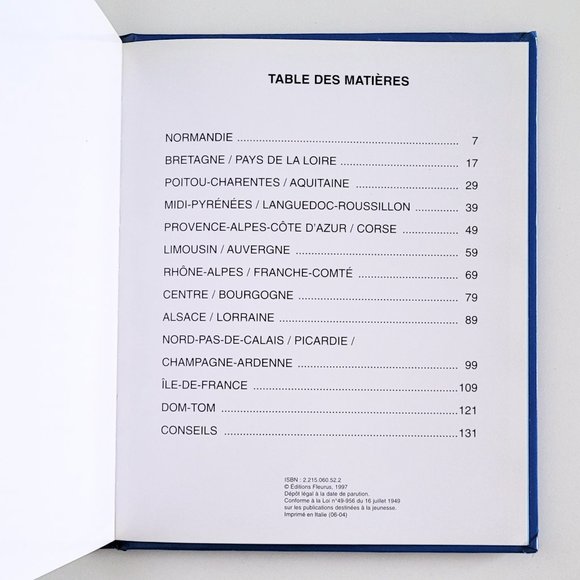 TABLE DES MATIÈRES
NORMANDIE ........ 7
BRETAGNE / PAYS DE LA LOIRE ........ 17
POITOU-CHARENTES / AQUITAINE ........ 29
MIDI-PYRÉNÉES / LANGUEDOC-ROUSSILLON ........ 39
PROVENCE-ALPES-CÔTE D'AZUR / CORSE ........ 49
LIMOUSIN / AUVERGNE ........ 59
RHÔNE-ALPES / FRANCHE-COMTÉ ........ 69
CENTRE / BOURGOGNE ........ 79
ALSACE / LORRAINE ........ 89
NORD-PAS-DE-CALAIS / PICARDIE /
CHAMPAGNE-ARDENNE ........ 99
ÎLE-DE-FRANCE ........ 109
DOM-TOM ........ 121
CONSEILS ........ 131
ISBN : 2.215.060.52.2
© Éditions Fleurus, 1997
Dépôt légal à la date de parution.
Conforme à la Loi n°49-956 du 16 juillet 1949
sur les publications destinées à la jeunesse.
Imprimé en Italie (06-04)